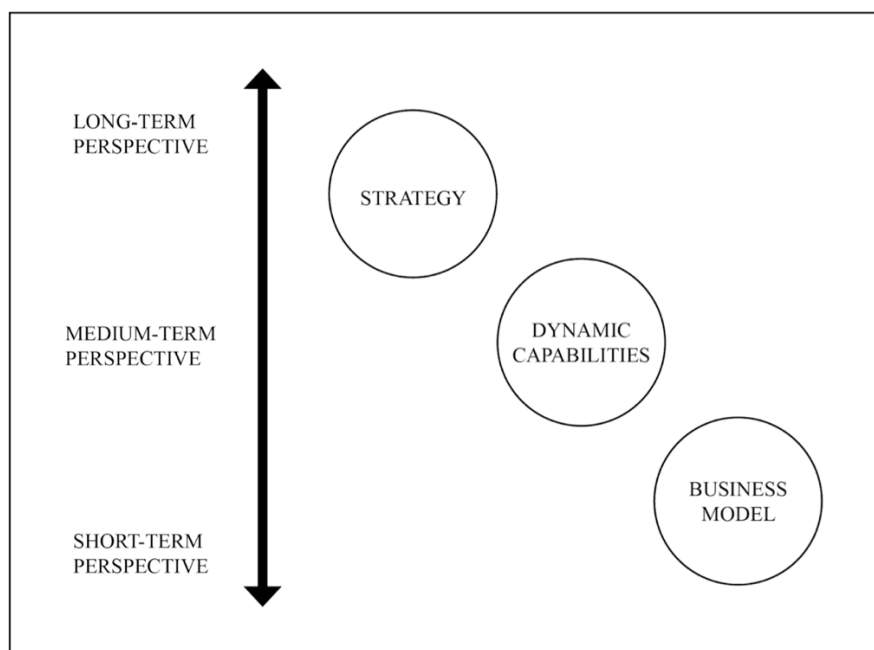 LONG-TERM
PERSPECTIVE
STRATEGY
MEDIUM-TERM
PERSPECTIVE
DYNAMIC
CAPABILITIES
BUSINESS
MODEL
SHORT-TERM
PERSPECTIVE